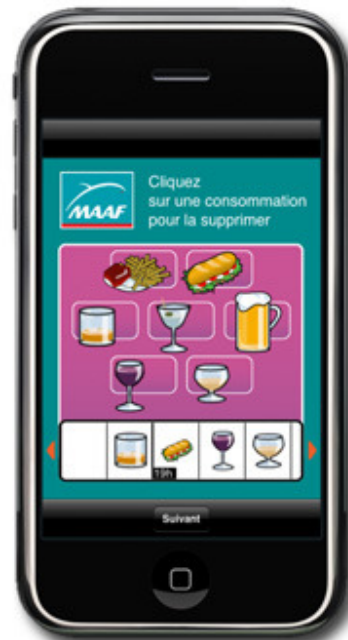 MAAF
Cliquez
sur une consommation
pour la supprimer
19h
Suivant